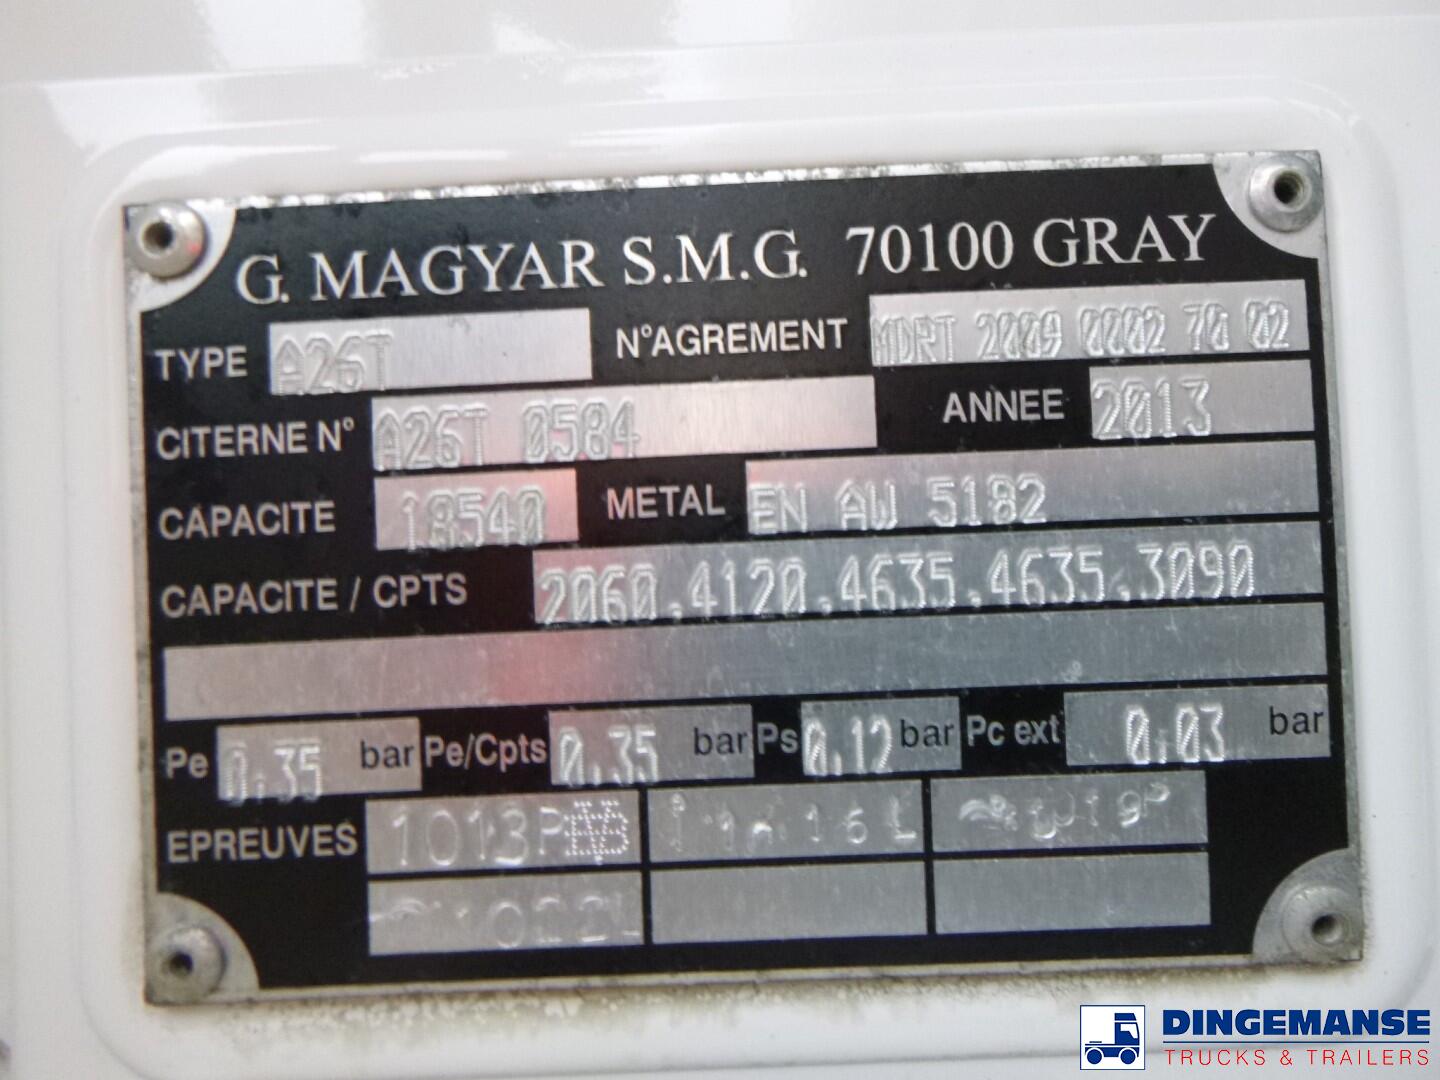 G. MAGYAR S.M.G. 70100 GRAY
TYPE A26T N°AGREMENT MDRT 2009 0002 70 02
CITERNE N° A26T 0584 ANNEE 2013
CAPACITE 18540 METAL EN AW 5182
CAPACITE / CPTS 2060.4120.4635.4635.3090
Pe 0.35 bar Pe/Cpts 0.35 bar Ps 0.12 bar Pc ext 0.03 bar
EPREUVES 1013P
DINGEMANSE
TRUCKS & TRAILERS